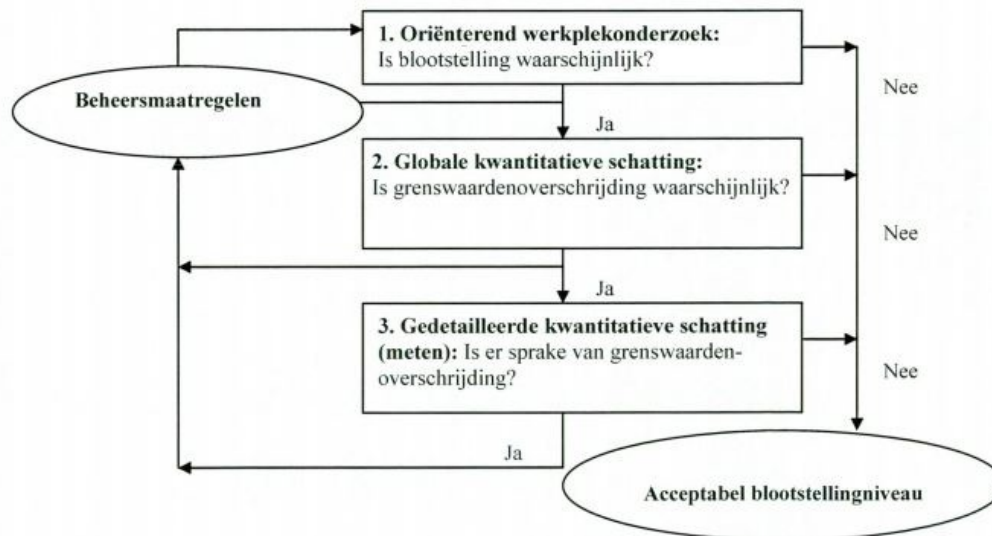 1. Oriënterend werkplekonderzoek:
Is blootstelling waarschijnlijk?
Beheersmaatregelen
Nee
Ja
2. Globale kwantitatieve schatting:
Is grenswaardenoverschrijding waarschijnlijk?
Nee
Ja
3. Gedetailleerde kwantitatieve schatting
(meten): Is er sprake van grenswaarden-
overschrijding?
Nee
Ja
Acceptabel blootstellingniveau